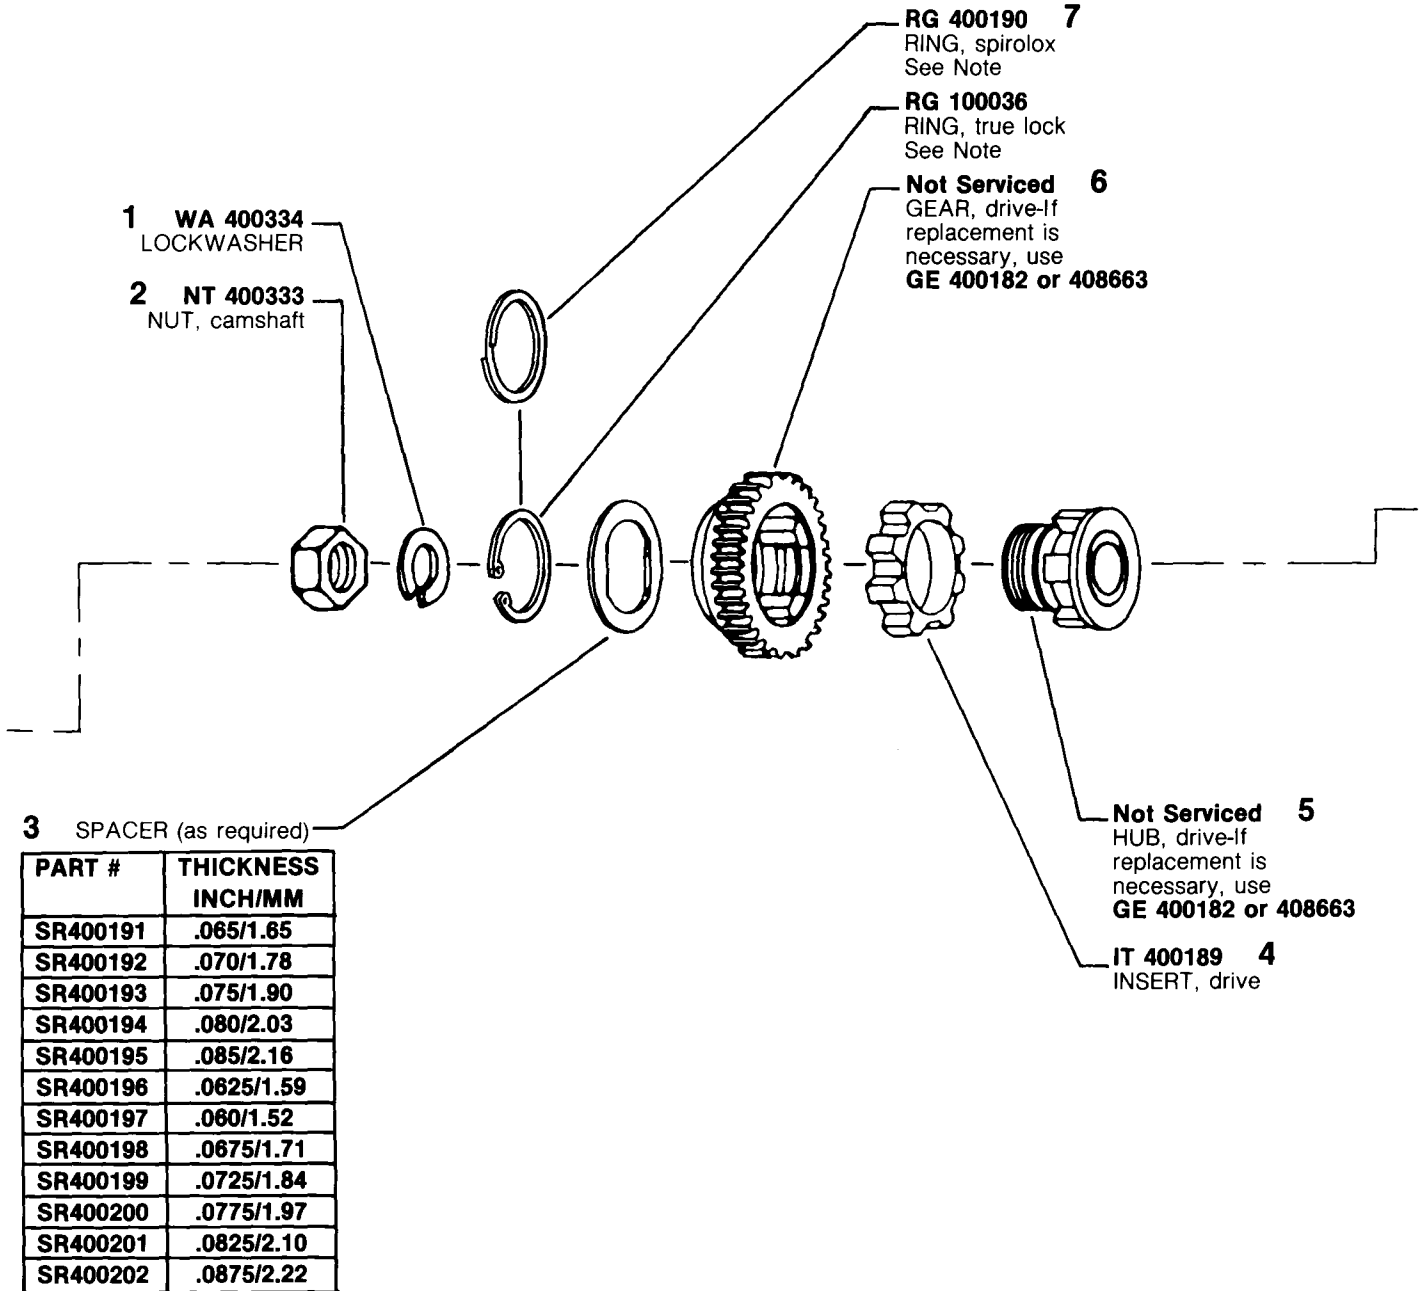 RG 400190 7
RING, spirolox
See Note
RG 100036
RING, true lock
See Note
Not Serviced 6
GEAR, drive-If
replacement is
necessary, use
GE 400182 or 408663
1 WA 400334
LOCKWASHER
2 NT 400333
NUT, camshaft
3 SPACER (as required)
PART # THICKNESS
INCH/MM
SR400191 .065/1.65
SR400192 .070/1.78
SR400193 .075/1.90
SR400194 .080/2.03
SR400195 .085/2.16
SR400196 .0625/1.59
SR400197 .060/1.52
SR400198 .0675/1.71
SR400199 .0725/1.84
SR400200 .0775/1.97
SR400201 .0825/2.10
SR400202 .0875/2.22
Not Serviced 5
HUB, drive-If
replacement is
necessary, use
GE 400182 or 408663
IT 400189 4
INSERT, drive